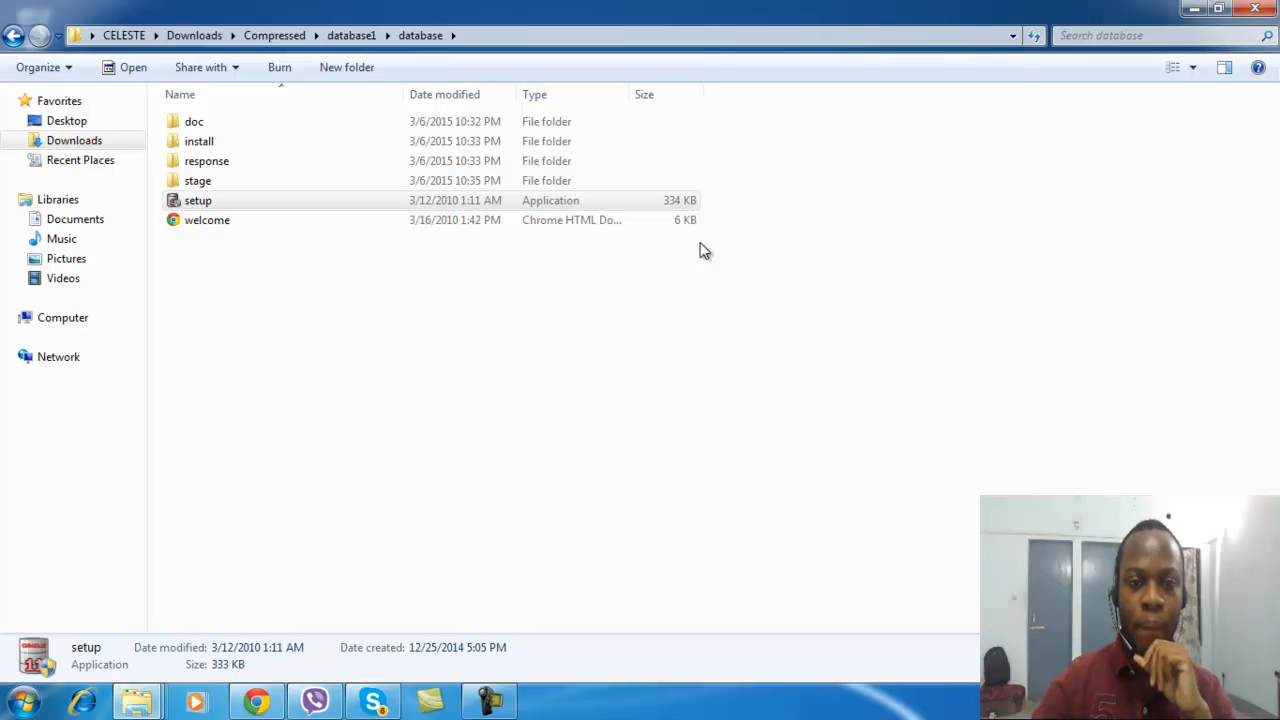 CELESTE Downloads Compressed database1 database
Search database
Organize Open Share with Burn New folder
Name Date modified Type Size
Favorites
Desktop
Downloads
Recent Places
Libraries
Documents
Music
Pictures
Videos
Computer
Network
doc 3/6/2015 10:32 PM File folder
install 3/6/2015 10:33 PM File folder
response 3/6/2015 10:33 PM File folder
stage 3/6/2015 10:35 PM File folder
setup 3/12/2010 1:11 AM Application 334 KB
welcome 3/16/2010 1:42 PM Chrome HTML Do... 6 KB
setup Date modified: 3/12/2010 1:11 AM Date created: 12/25/2014 5:05 PM
Application Size: 333 KB
ORACLE
11
8